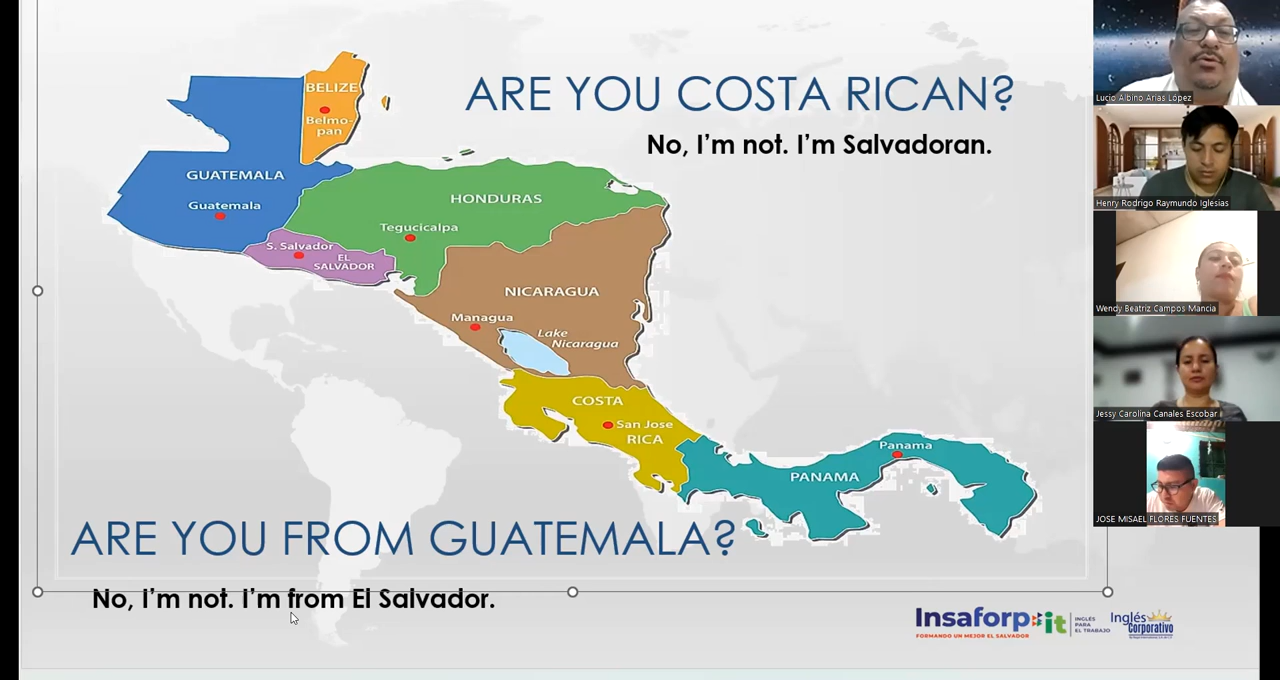 ARE YOU COSTA RICAN?
No, I'm not. I'm Salvadoran.
BELIZE
Belmo-
pan
GUATEMALA
Guatemala
HONDURAS
Tegucicalpa
S. Salvador
EL
SALVADOR
NICARAGUA
Managua
Lake
Nicaragua
COSTA
San Jose
RICA
Panama
PANAMA
ARE YOU FROM GUATEMALA?
No, I'm not. I'm from El Salvador.
Insaforp
FORMANDO UN MEJOR EL SALVADOR
it
INGLÉS
PARA
EL TRABAJO
Inglés
Corporativo
Lucio Albino Arias López
Henry Rodrigo Raymundo Iglesias
Wendy Beatriz Campos Mancia
Jessy Carolina Canales Escobar
JOSE MISAEL FLORES FUENTES